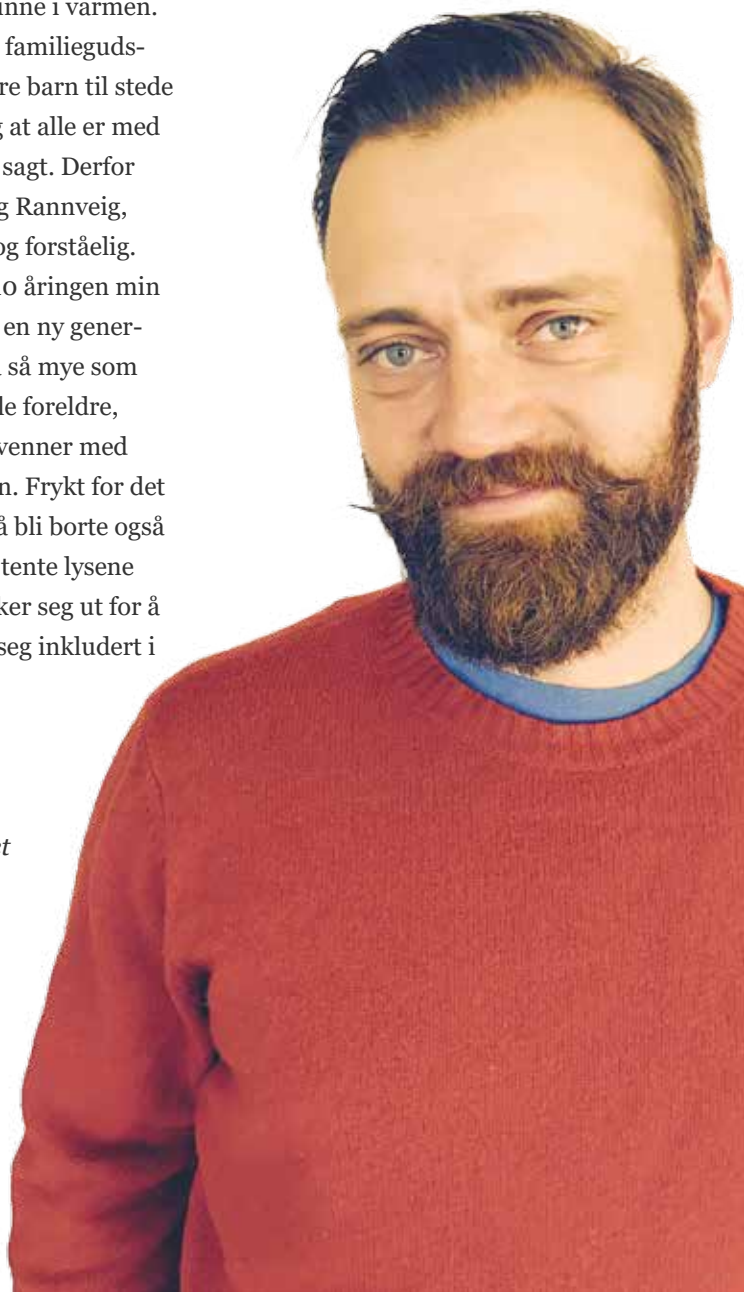 inne i varmen.
familieguds-
re barn til stede
g at alle er med
sagt. Derfor
g Rannveig,
og forståelig.
10 åringen min
en ny gener-
å så mye som
le foreldre,
venner med
n. Frykt for det
å bli borte også
tente lysene
ker seg ut for å
seg inkludert i